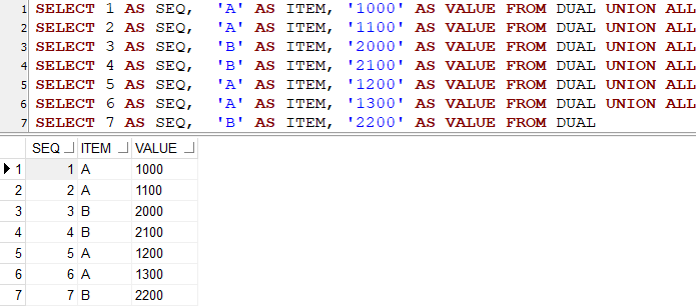 1 SELECT 1 AS SEQ, 'A' AS ITEM, '1000' AS VALUE FROM DUAL UNION ALL
2 SELECT 2 AS SEQ, 'A' AS ITEM, '1100' AS VALUE FROM DUAL UNION ALL
3 SELECT 3 AS SEQ, 'B' AS ITEM, '2000' AS VALUE FROM DUAL UNION ALL
4 SELECT 4 AS SEQ, 'B' AS ITEM, '2100' AS VALUE FROM DUAL UNION ALL
5 SELECT 5 AS SEQ, 'A' AS ITEM, '1200' AS VALUE FROM DUAL UNION ALL
6 SELECT 6 AS SEQ, 'A' AS ITEM, '1300' AS VALUE FROM DUAL UNION ALL
7 SELECT 7 AS SEQ, 'B' AS ITEM, '2200' AS VALUE FROM DUAL
SEQ ITEM VALUE
1 1 A 1000
2 2 A 1100
3 3 B 2000
4 4 B 2100
5 5 A 1200
6 6 A 1300
7 7 B 2200